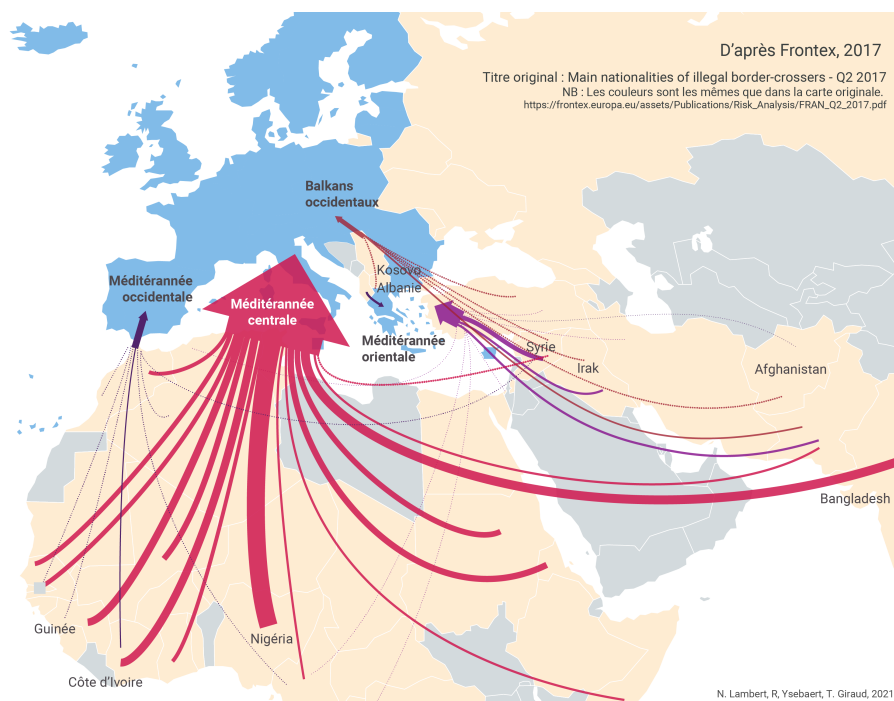 D'après Frontex, 2017
Titre original : Main nationalities of illegal border-crossers - Q2 2017
NB : Les couleurs sont les mêmes que dans la carte originale.
https://frontex.europa.eu/assets/Publications/Risk_Analysis/FRAN_Q2_2017.pdf
Balkans
occidentaux
Kosovo
Albanie
Méditérannée
occidentale
Méditérannée
centrale
Méditérannée
orientale
Syrie
Irak
Afghanistan
Bangladesh
Guinée
Nigéria
Côte d'Ivoire
N. Lambert, R, Ysebaert, T. Giraud, 2021